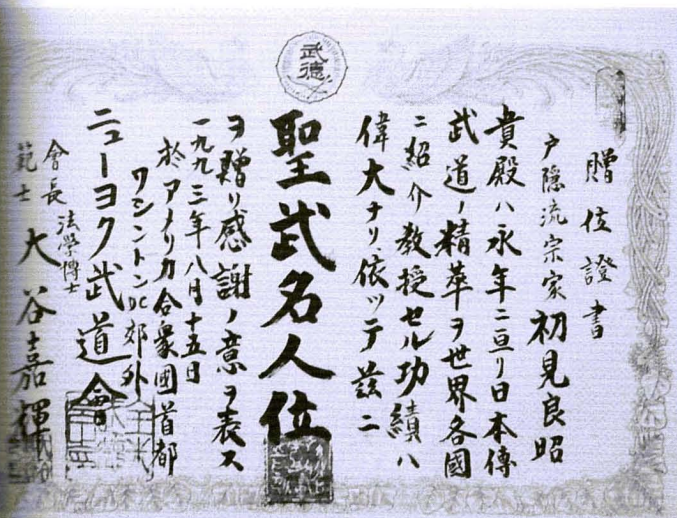 武德
贈位證書
戸隠流宗家 初見良昭
貴殿ハ永年ニ亘リ日本傳
武道ノ精華ヲ世界各國
ニ紹介教授セル功績ハ
偉大ナリ依ッテ茲ニ
聖武名人位
ヲ贈リ感謝ノ意ヲ表ス
一九九三年八月十五日
於アメリカ合衆國首都
ワシントンDC郊外
ニューヨク武道會
會長 法學博士
範士 大谷嘉輝